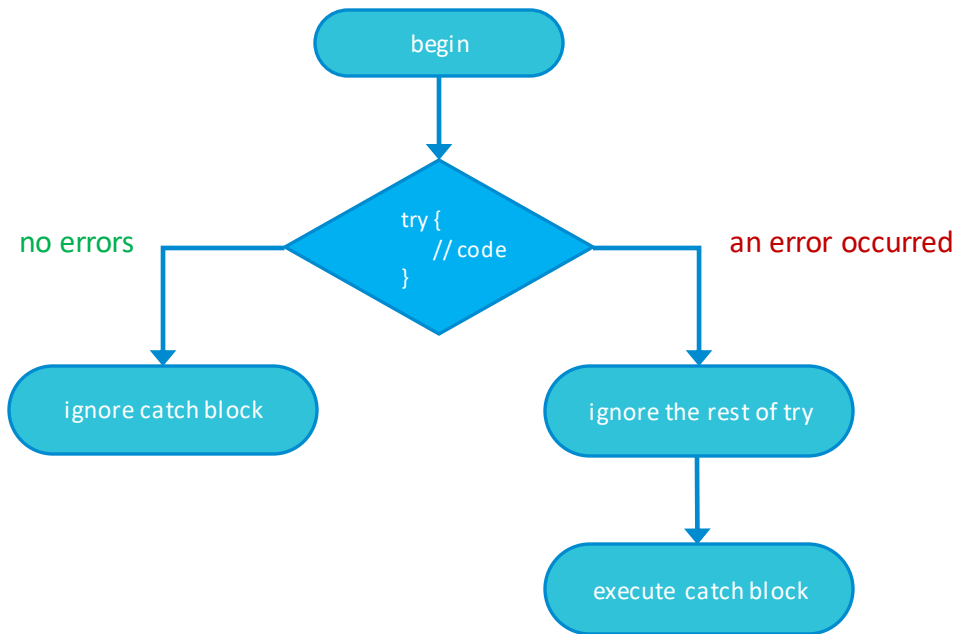 begin
try {
// code
}
no errors
an error occurred
ignore catch block
ignore the rest of try
execute catch block